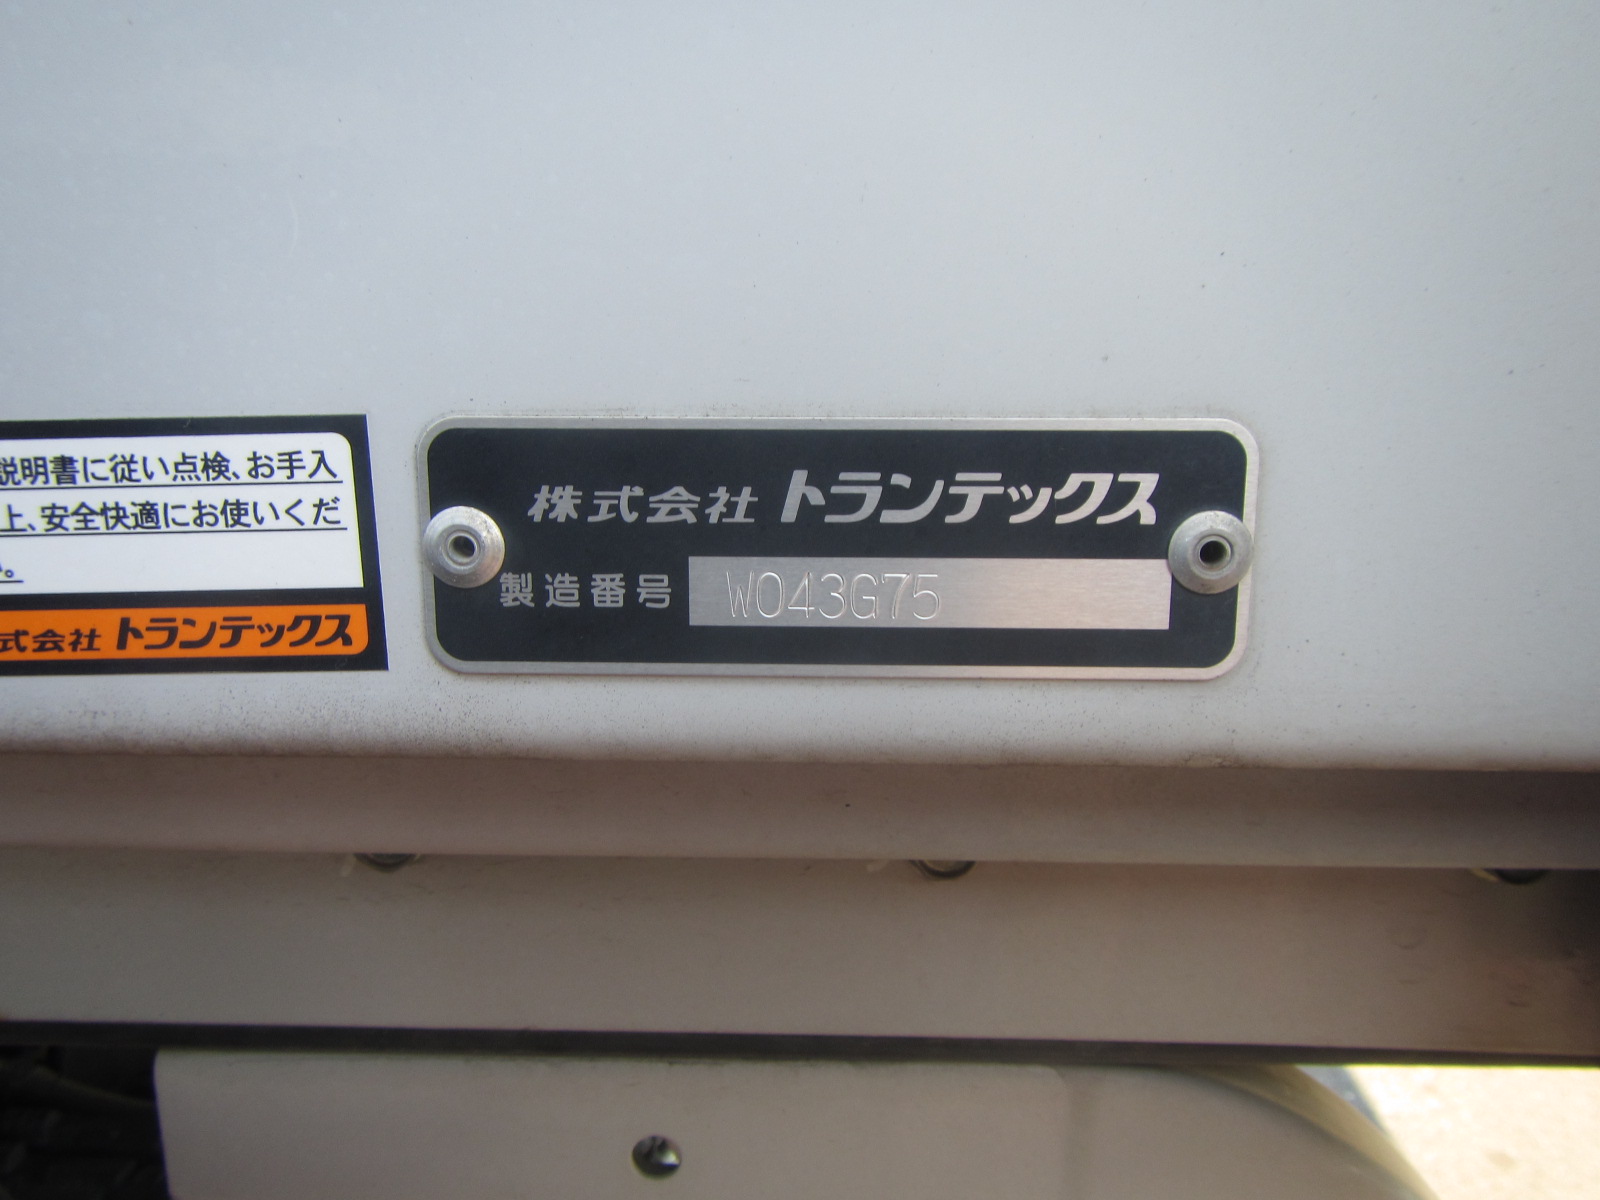 説明書に従い点検、お手入
上、安全快適にお使いくだ
い。
式会社 トランテックス
株式会社 トランテックス
製造番号 W043G75